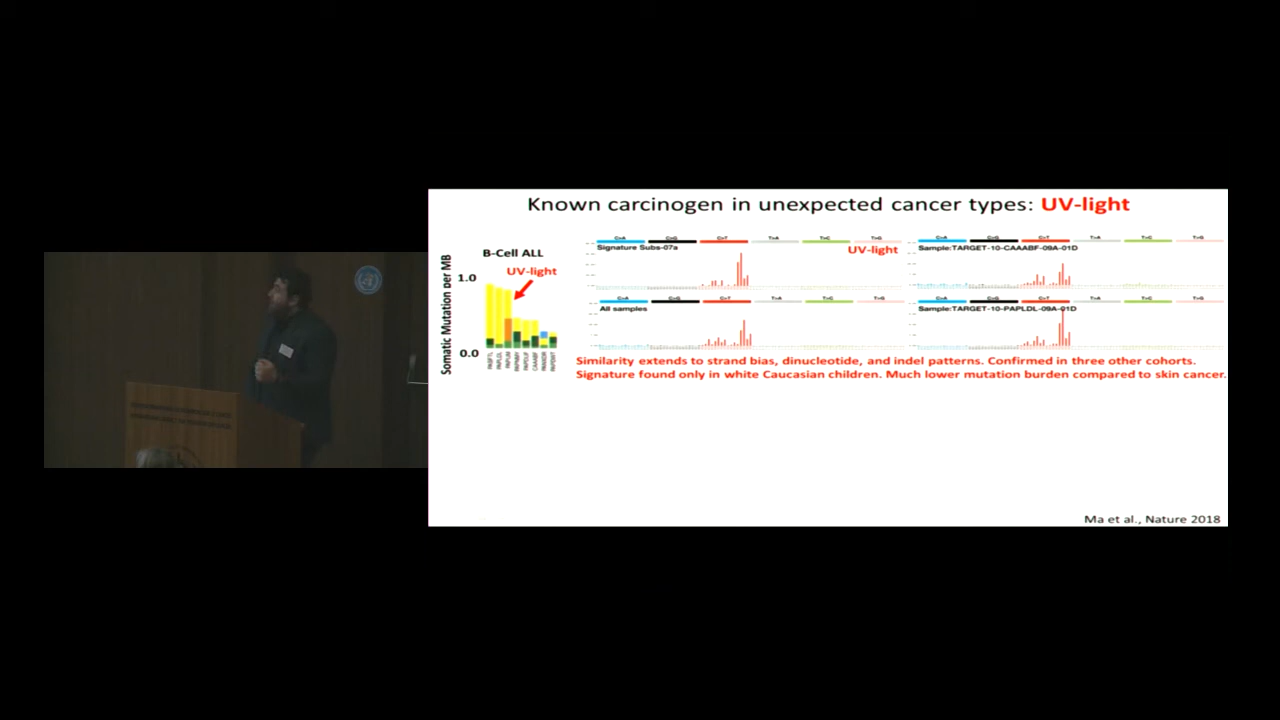 Known carcinogen in unexpected cancer types: UV-light
B-Cell ALL
UV-light
Somatic Mutation per MB
1.0
0.0
C>A C>G C>T T>A T>C T>G
Signature Subs-07a
UV-light
C>A C>G C>T T>A T>C T>G
Sample:TARGET-10-CAAABF-09A-01D
C>A C>G C>T T>A T>C T>G
All samples
C>A C>G C>T T>A T>C T>G
Sample:TARGET-10-PAPLDL-09A-01D
Similarity extends to strand bias, dinucleotide, and indel patterns. Confirmed in three other cohorts.
Signature found only in white Caucasian children. Much lower mutation burden compared to skin cancer.
Ma et al., Nature 2018